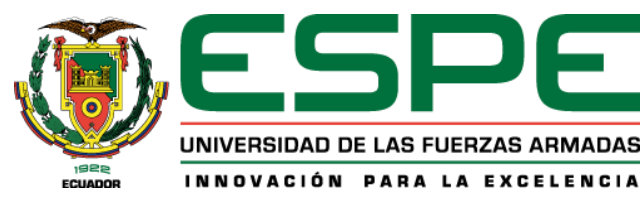 ESPE
UNIVERSIDAD DE LAS FUERZAS ARMADAS
INNOVACIÓN PARA LA EXCELENCIA
1922
ECUADOR